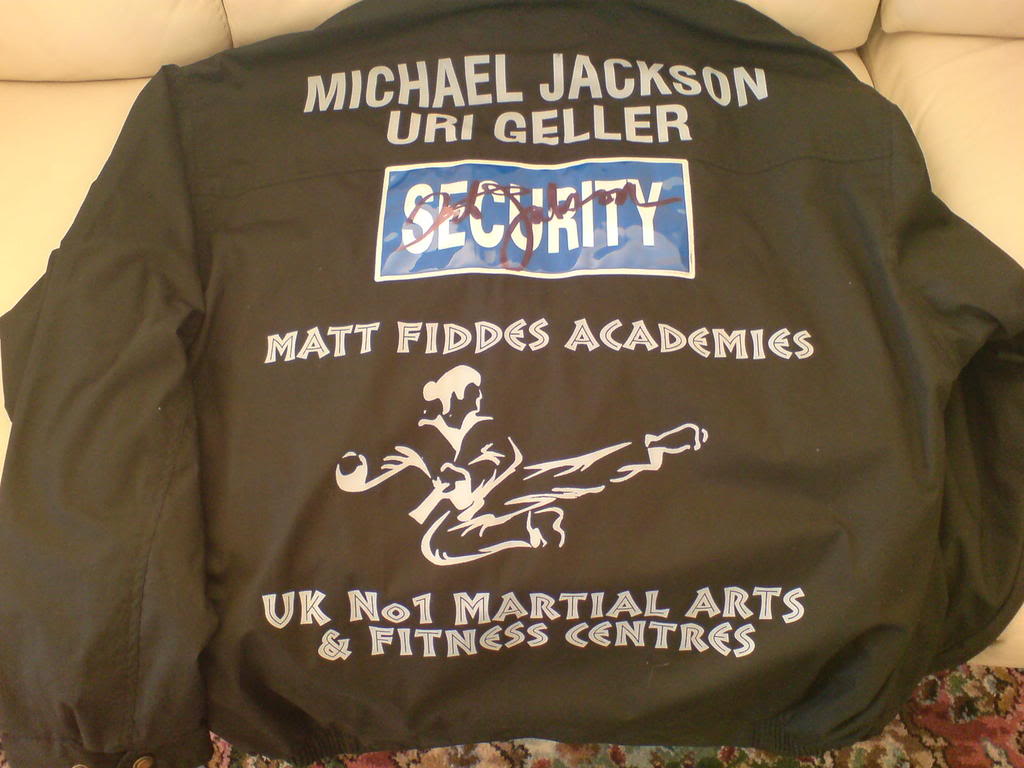 MICHAEL JACKSON
URI GELLER
SECURITY
MATT FIDDES ACADEMIES
UK No1 MARTIAL ARTS
& FITNESS CENTRES